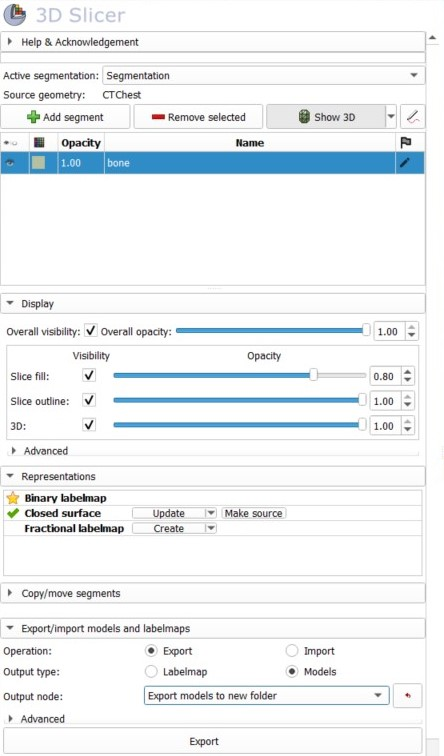 3D Slicer
Help & Acknowledgement
Active segmentation: Segmentation
Source geometry: CTChest
Add segment Remove selected Show 3D
Opacity Name
1.00 bone
Display
Overall visibility: Overall opacity: 1.00
Visibility Opacity
Slice fill: 0.80
Slice outline: 1.00
3D: 1.00
Advanced
Representations
Binary labelmap
Closed surface Update Make source
Fractional labelmap Create
Copy/move segments
Export/import models and labelmaps
Operation: Export Import
Output type: Labelmap Models
Output node: Export models to new folder
Advanced
Export